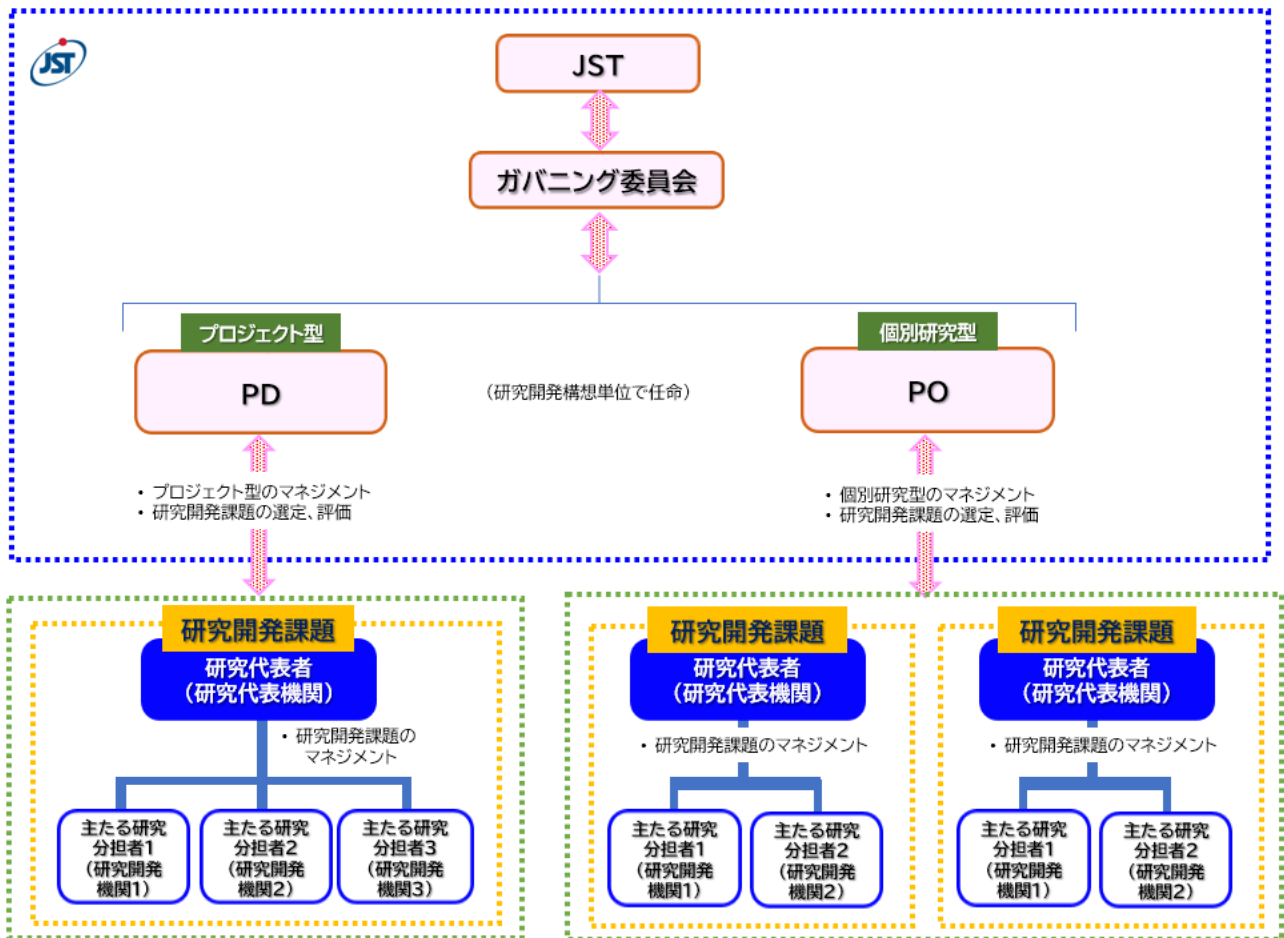 JST
JST
ガバニング委員会
プロジェクト型
PD
(研究開発構想単位で任命)
個別研究型
PO
• プロジェクト型のマネジメント
• 研究開発課題の選定、評価
• 個別研究型のマネジメント
• 研究開発課題の選定、評価
研究開発課題
研究代表者
(研究代表機関)
• 研究開発課題の
マネジメント
主たる研究
分担者1
(研究開発
機関1)
主たる研究
分担者2
(研究開発
機関2)
主たる研究
分担者3
(研究開発
機関3)
研究開発課題
研究代表者
(研究代表機関)
• 研究開発課題のマネジメント
主たる研究
分担者1
(研究開発
機関1)
主たる研究
分担者2
(研究開発
機関2)
研究開発課題
研究代表者
(研究代表機関)
• 研究開発課題のマネジメント
主たる研究
分担者1
(研究開発
機関1)
主たる研究
分担者2
(研究開発
機関2)